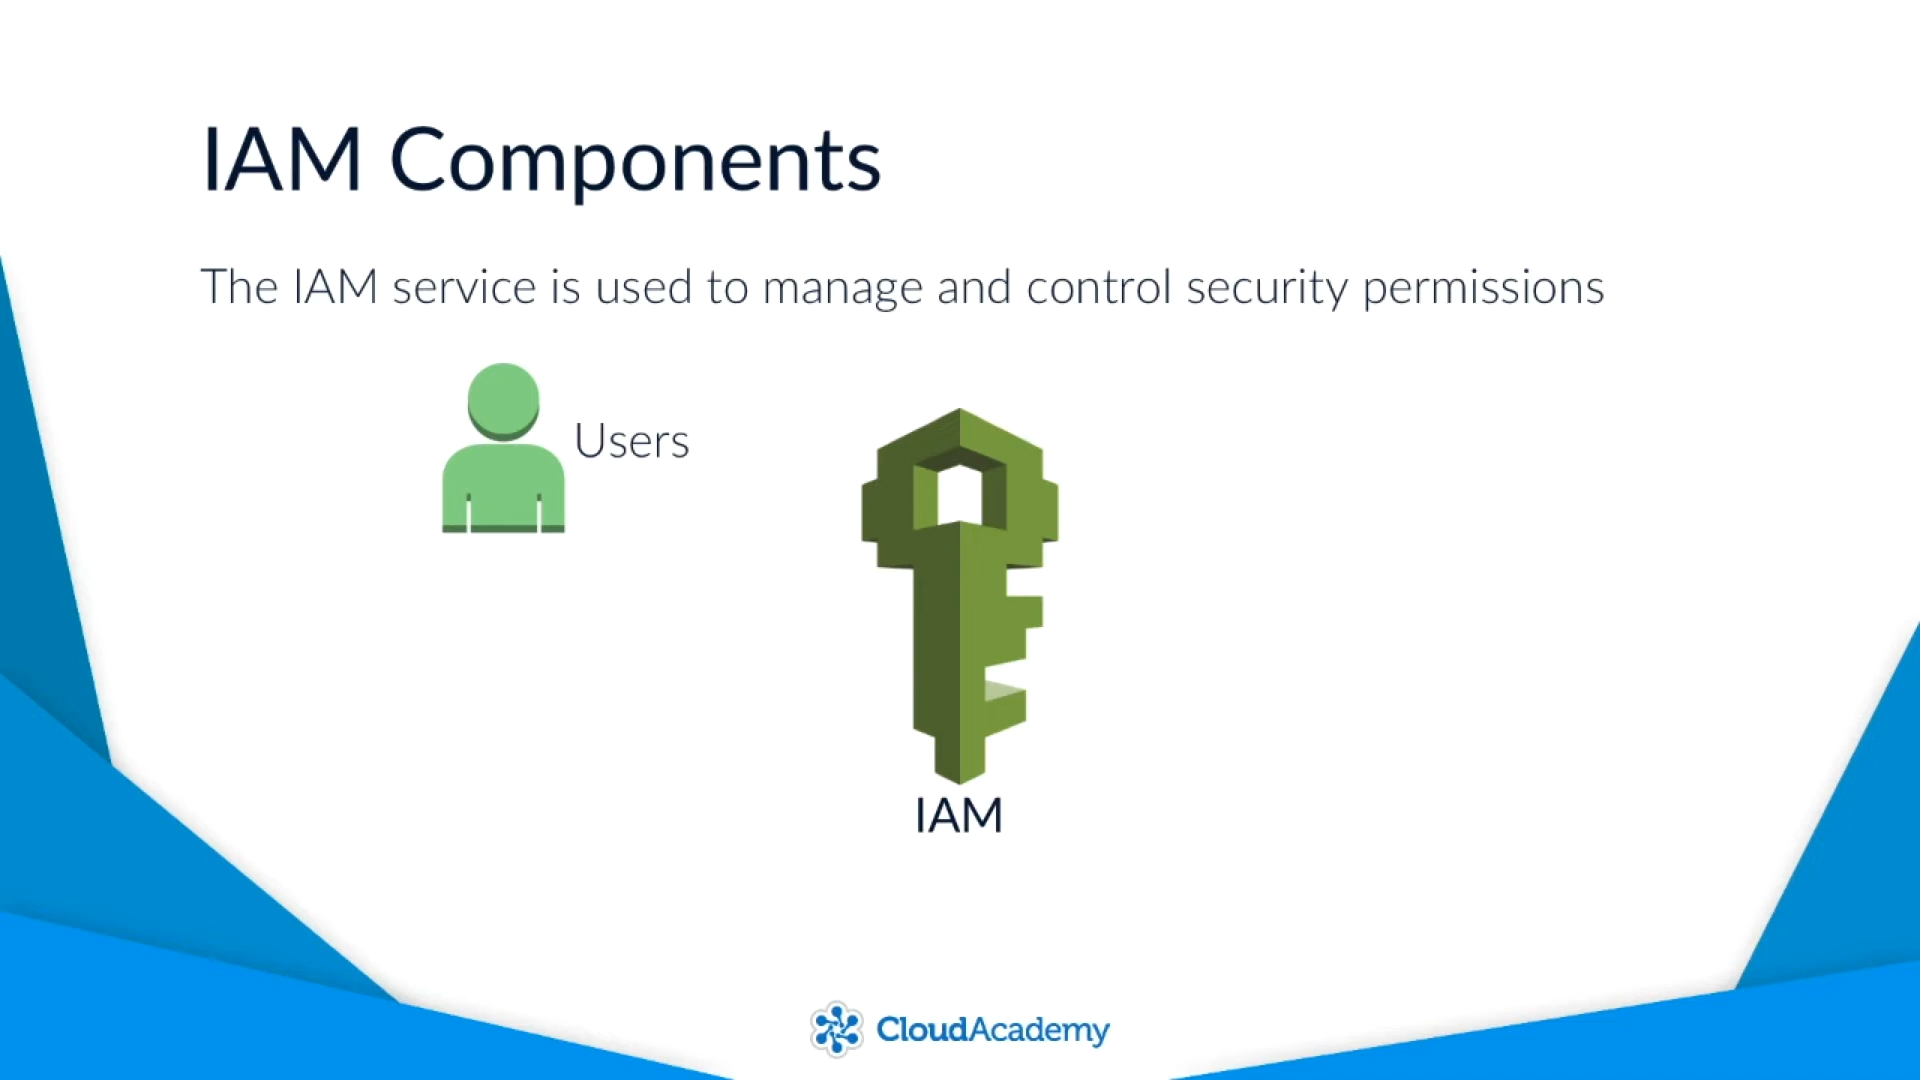 IAM Components
The IAM service is used to manage and control security permissions
Users
IAM
CloudAcademy